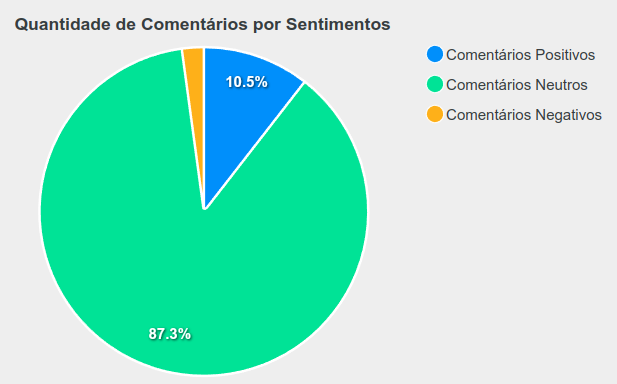 Quantidade de Comentários por Sentimentos
Comentários Positivos
Comentários Neutros
Comentários Negativos
10.5%
87.3%